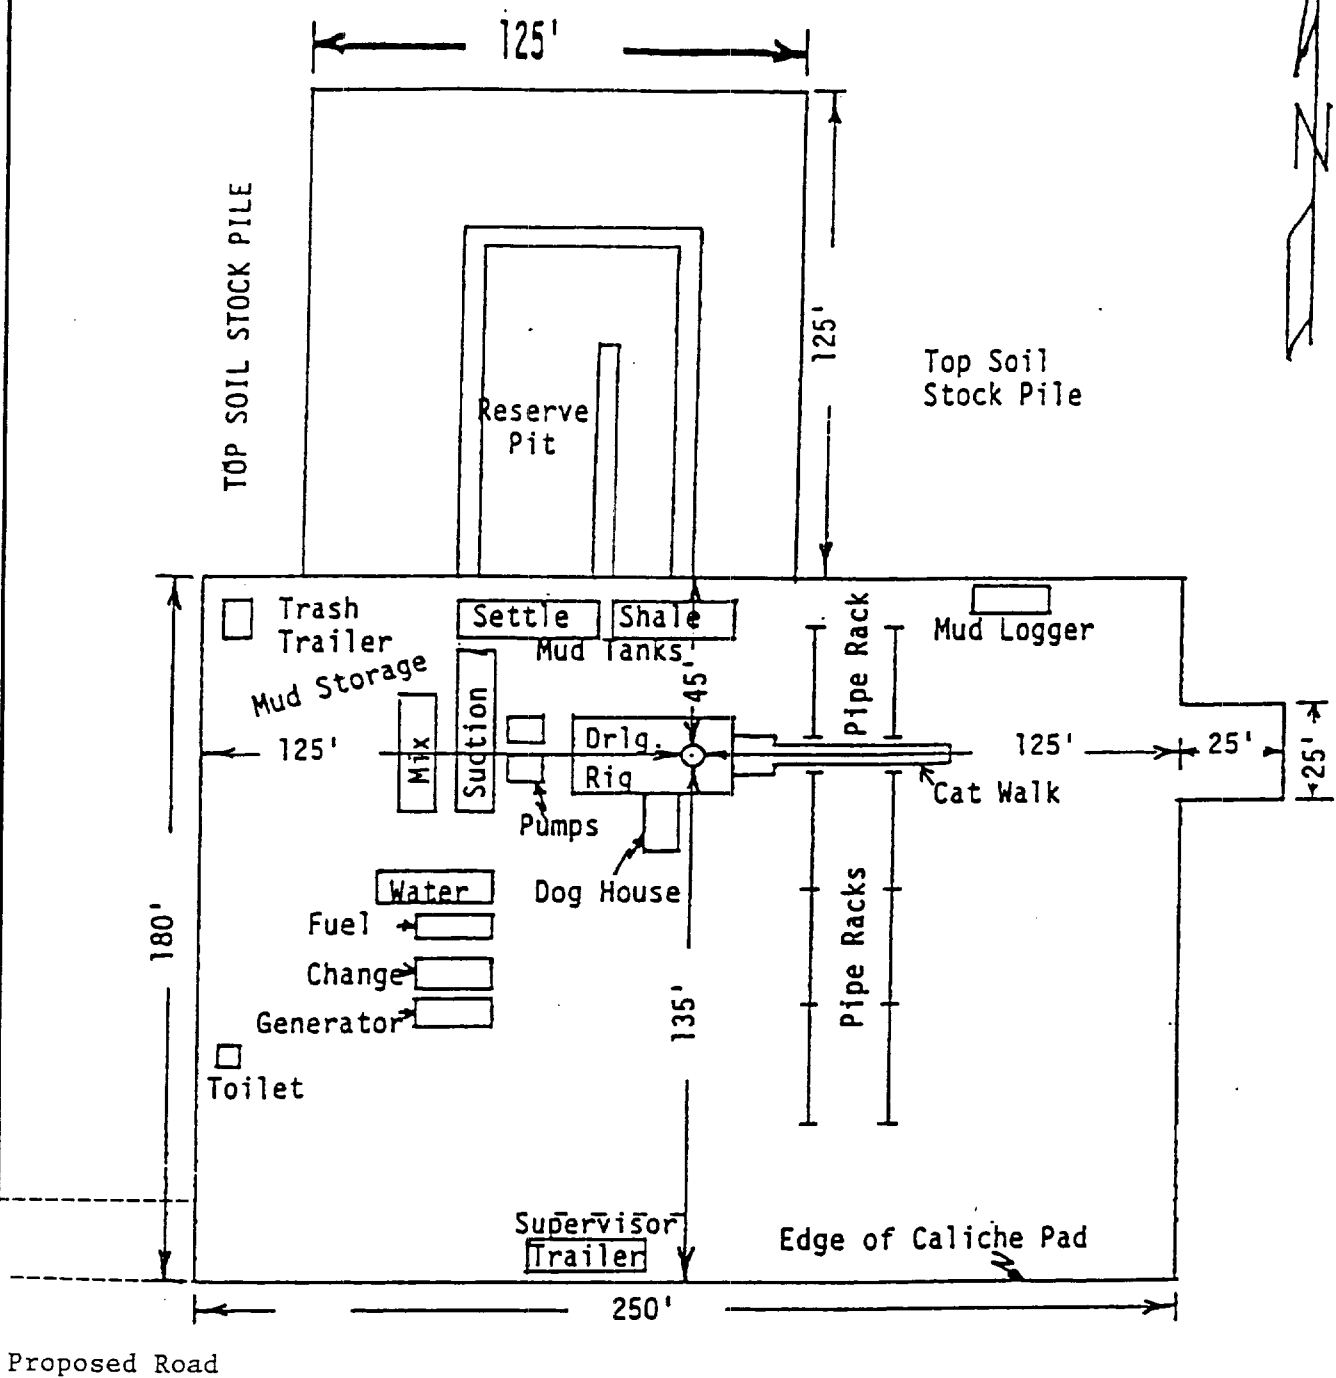 125'
N
TOP SOIL STOCK PILE
125'
Top Soil
Stock Pile
Reserve
Pit
Trash
Trailer
Settle
Shale
Mud Tanks
Pipe Rack
Mud Logger
Mud Storage
45'
Mix
Suction
Drlg.
Rig
125'
125'
25'
25'
Cat Walk
Pumps
Dog House
Water
Fuel
Change
Generator
Toilet
180'
135'
Pipe Racks
Supervisor
Trailer
Edge of Caliche Pad
250'
Proposed Road